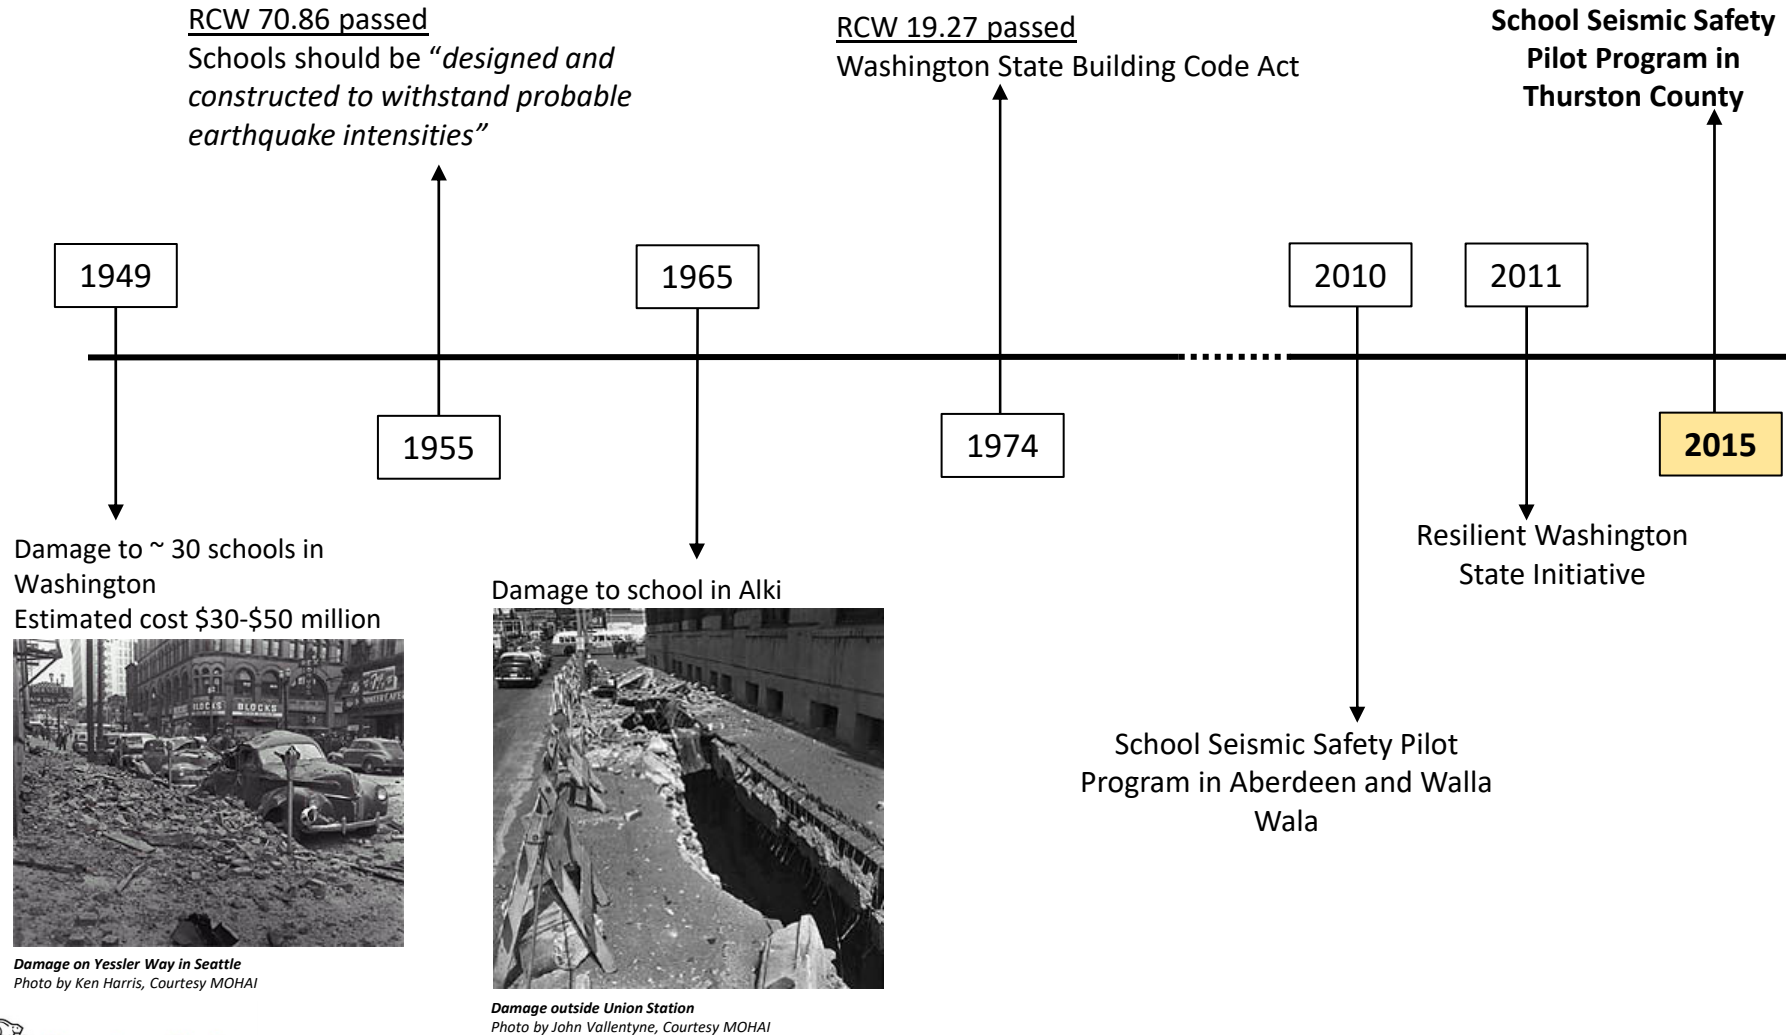 RCW 70.86 passed
Schools should be “designed and
constructed to withstand probable
earthquake intensities”
RCW 19.27 passed
Washington State Building Code Act
School Seismic Safety
Pilot Program in
Thurston County
1949
1965
2010
2011
1955
1974
2015
Damage to ~ 30 schools in
Washington
Estimated cost $30-$50 million
BLOCKS
BLOCKS
Damage on Yessler Way in Seattle
Photo by Ken Harris, Courtesy MOHAI
Damage to school in Alki
Damage outside Union Station
Photo by John Vallentyne, Courtesy MOHAI
School Seismic Safety Pilot
Program in Aberdeen and Walla
Wala
Resilient Washington
State Initiative